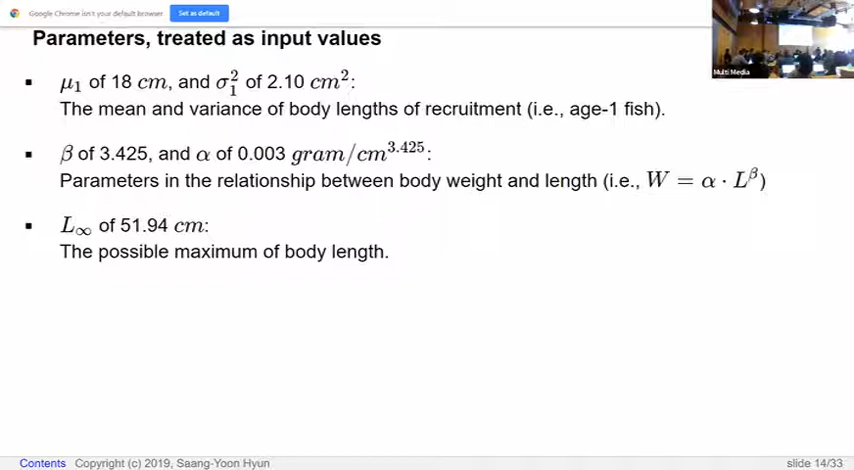 Google Chrome isn't your default browser Set as default
Multi Media
Parameters, treated as input values
▪ μ₁ of 18 cm, and σ₁² of 2.10 cm²:
The mean and variance of body lengths of recruitment (i.e., age-1 fish).
▪ β of 3.425, and α of 0.003 gram/cm^3.425:
Parameters in the relationship between body weight and length (i.e., W = α · L^β)
▪ L∞ of 51.94 cm:
The possible maximum of body length.
Contents Copyright (c) 2019, Saang-Yoon Hyun slide 14/33